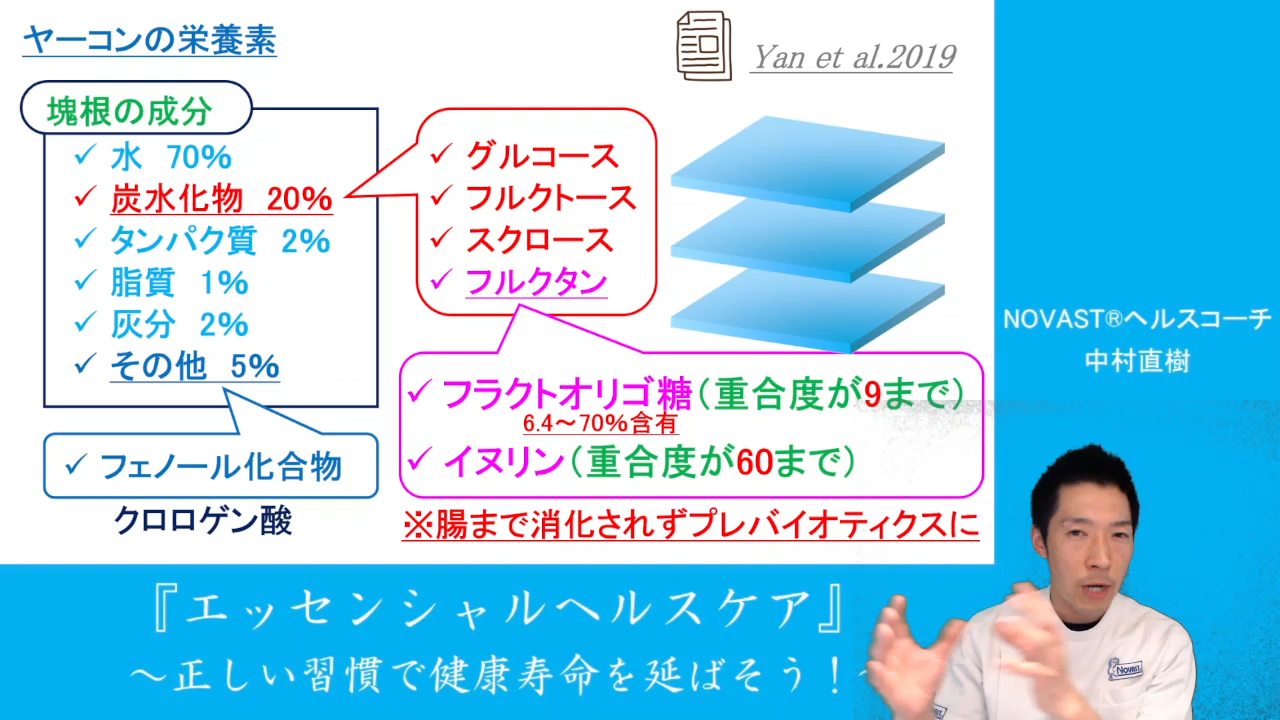 ヤーコンの栄養素
Yan et al.2019
塊根の成分
✓ 水 70%
✓ 炭水化物 20%
✓ タンパク質 2%
✓ 脂質 1%
✓ 灰分 2%
✓ その他 5%
✓ グルコース
✓ フルクトース
✓ スクロース
✓ フルクタン
✓ フラクトオリゴ糖（重合度が9まで）
6.4～70%含有
✓ イヌリン（重合度が60まで）
✓ フェノール化合物
クロロゲン酸
※腸まで消化されずプレバイオティクスに
NOVAST®ヘルスコーチ
中村直樹
『エッセンシャルヘルスケア』
～正しい習慣で健康寿命を延ばそう！～
NOVAST